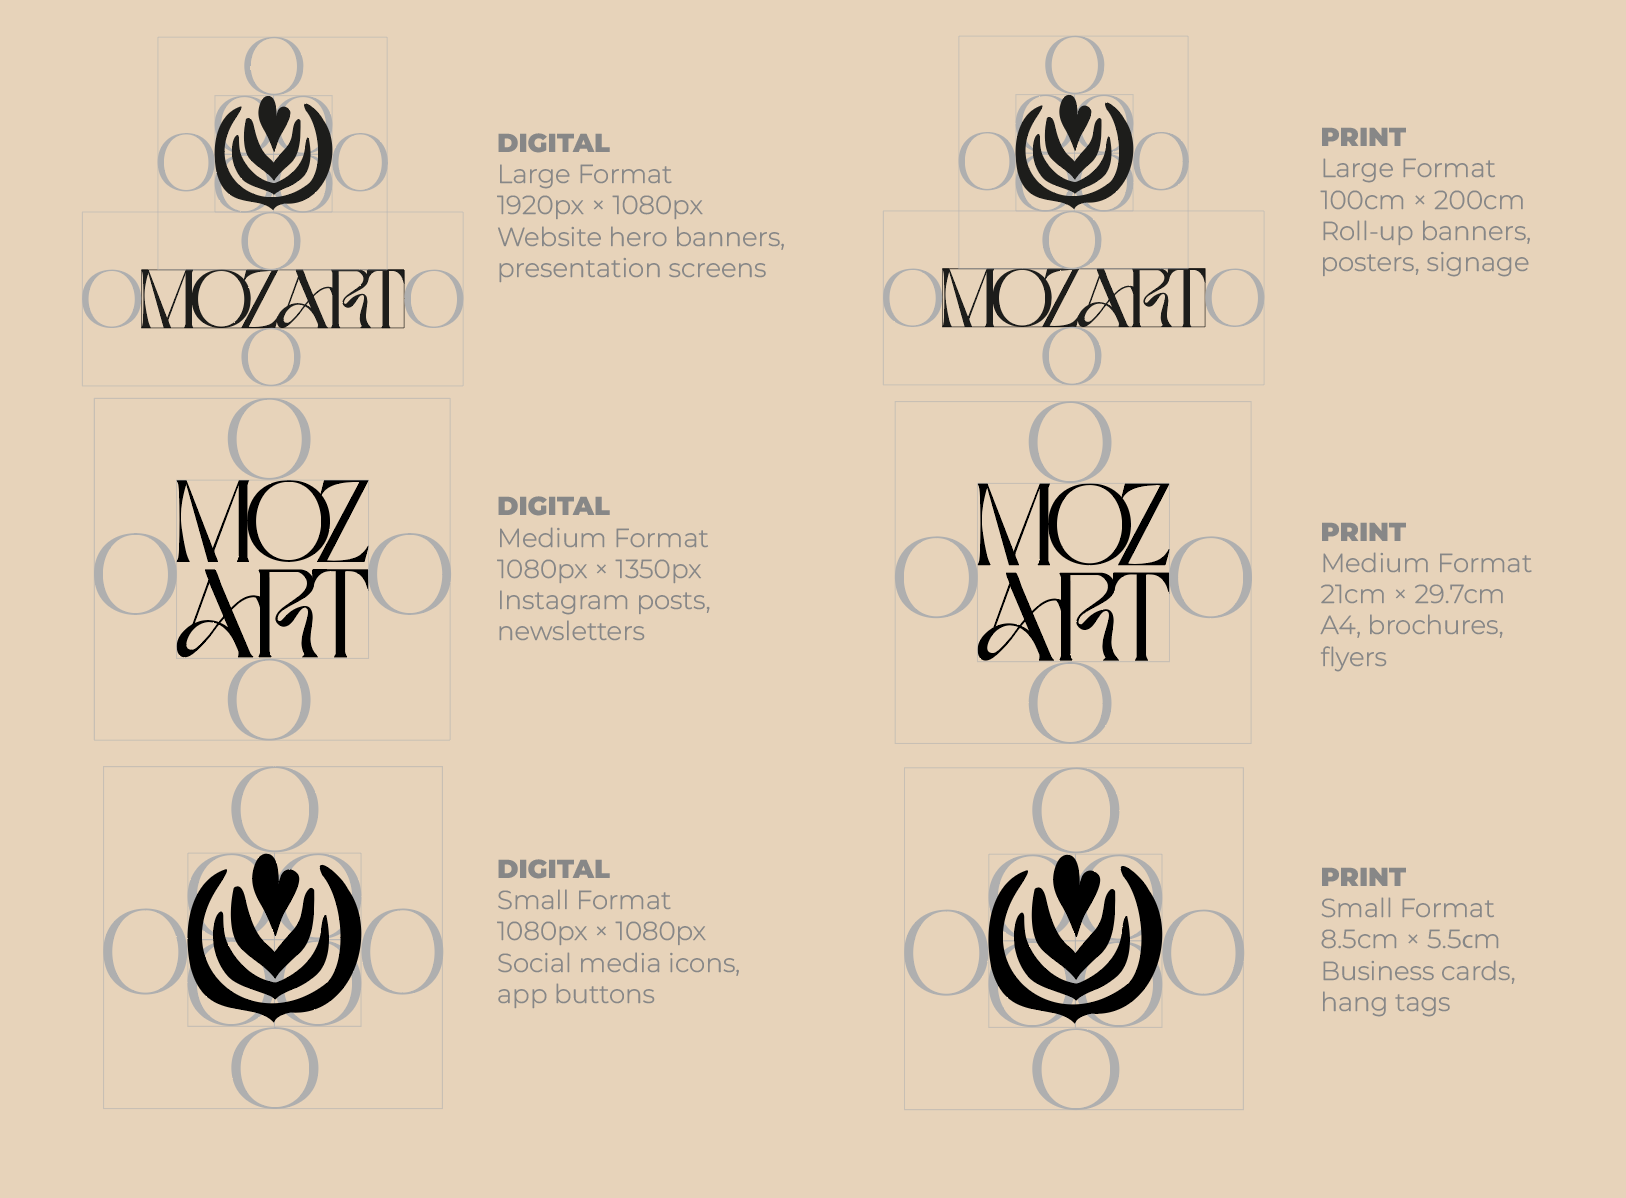 MOZART
DIGITAL
Large Format
1920px × 1080px
Website hero banners,
presentation screens
MOZART
PRINT
Large Format
100cm × 200cm
Roll-up banners,
posters, signage
MOZ
ART
DIGITAL
Medium Format
1080px × 1350px
Instagram posts,
newsletters
MOZ
ART
PRINT
Medium Format
21cm × 29.7cm
A4, brochures,
flyers
DIGITAL
Small Format
1080px × 1080px
Social media icons,
app buttons
PRINT
Small Format
8.5cm × 5.5cm
Business cards,
hang tags